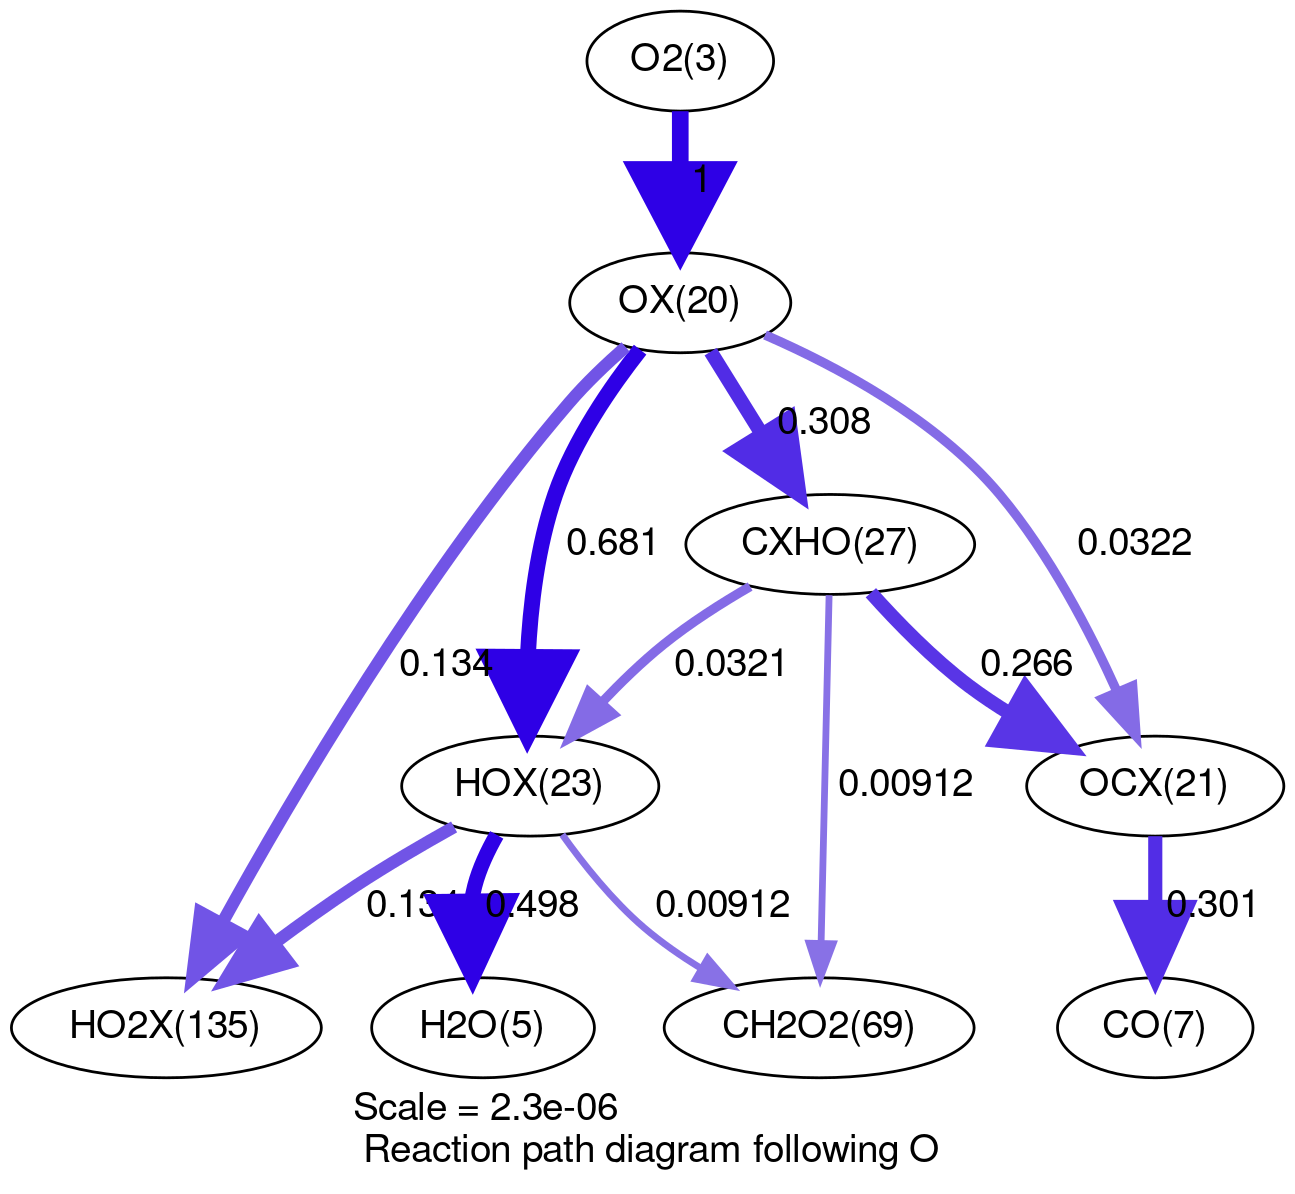 O2(3)
1
OX(20)
0.308
0.681
CXHO(27)
0.0322
0.134
0.0321
0.266
HOX(23)
0.00912
OCX(21)
0.134
0.498
0.00912
0.301
HO2X(135)
H2O(5)
CH2O2(69)
CO(7)
Scale = 2.3e-06
Reaction path diagram following O